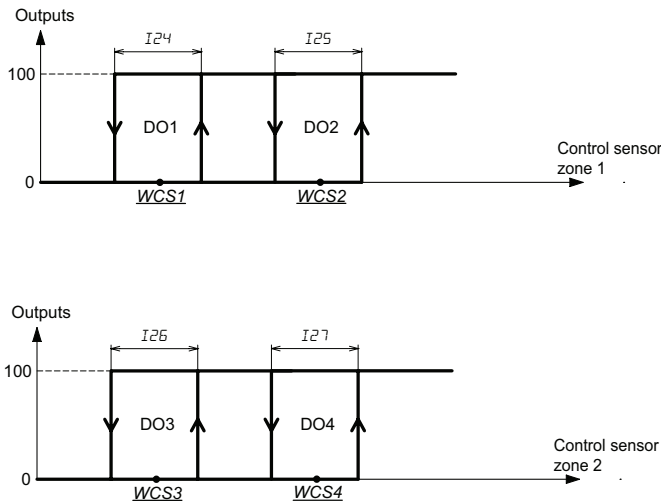 Outputs
I24 I25
100
DO1 DO2
Control sensor
zone 1
0
WCS1 WCS2
Outputs
I26 I27
100
DO3 DO4
Control sensor
zone 2
0
WCS3 WCS4